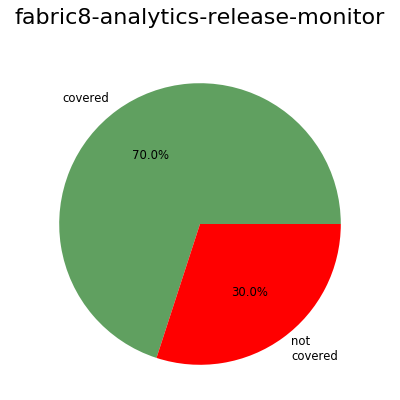 fabric8-analytics-release-monitor
covered
70.0%
30.0%
not
covered